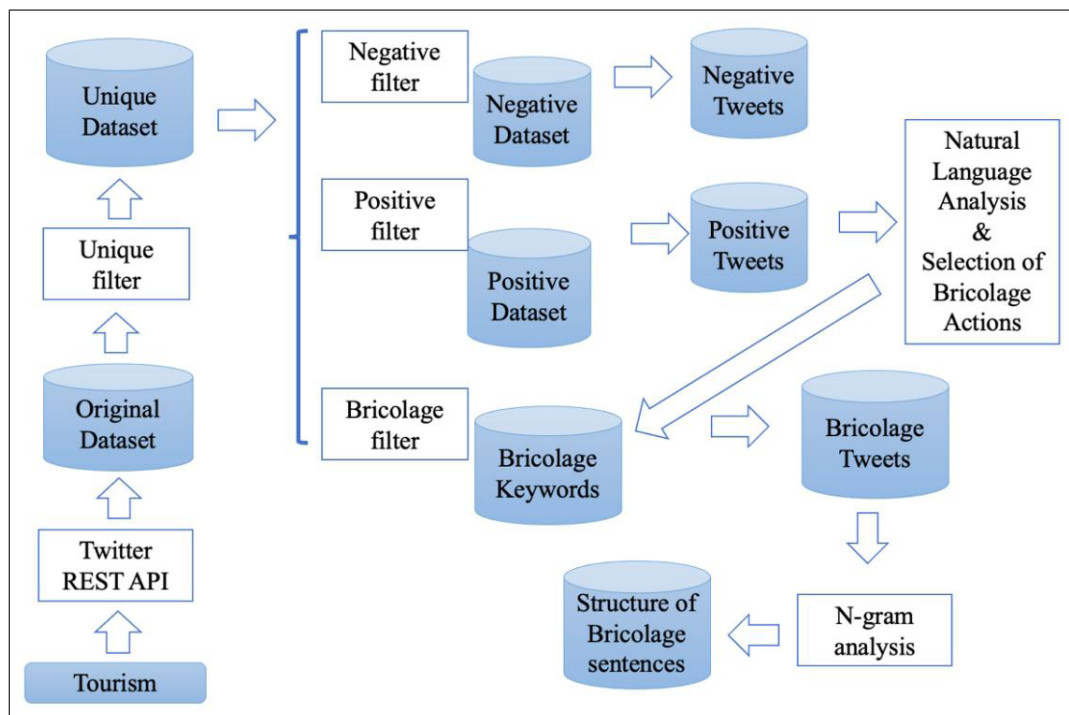 Unique
Dataset
Unique
filter
Original
Dataset
Twitter
REST API
Tourism
Negative
filter
Negative
Dataset
Negative
Tweets
Positive
filter
Positive
Dataset
Positive
Tweets
Natural
Language
Analysis
&
Selection of
Bricolage
Actions
Bricolage
filter
Bricolage
Keywords
Bricolage
Tweets
N-gram
analysis
Structure of
Bricolage
sentences